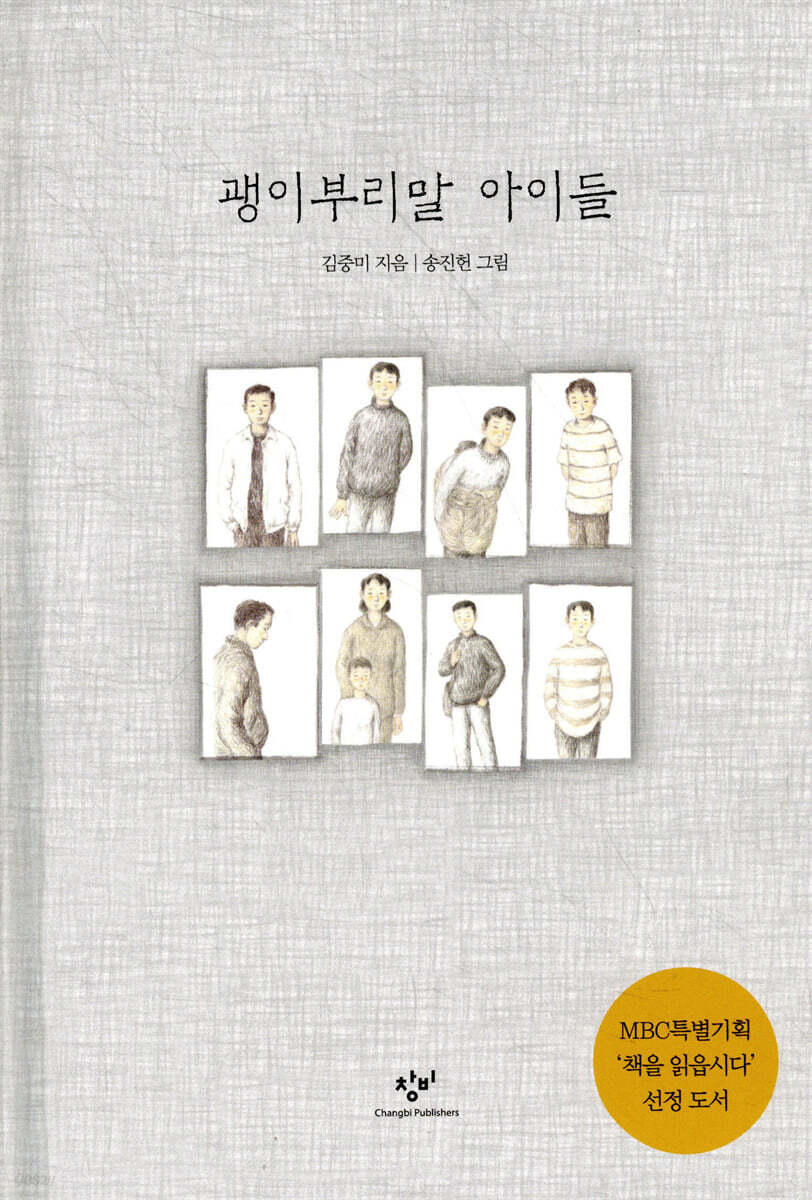 괭이부리말 아이들
김중미 지음 | 송진헌 그림
MBC특별기획
‘책을 읽읍시다’
선정 도서
창비
Changbi Publishers